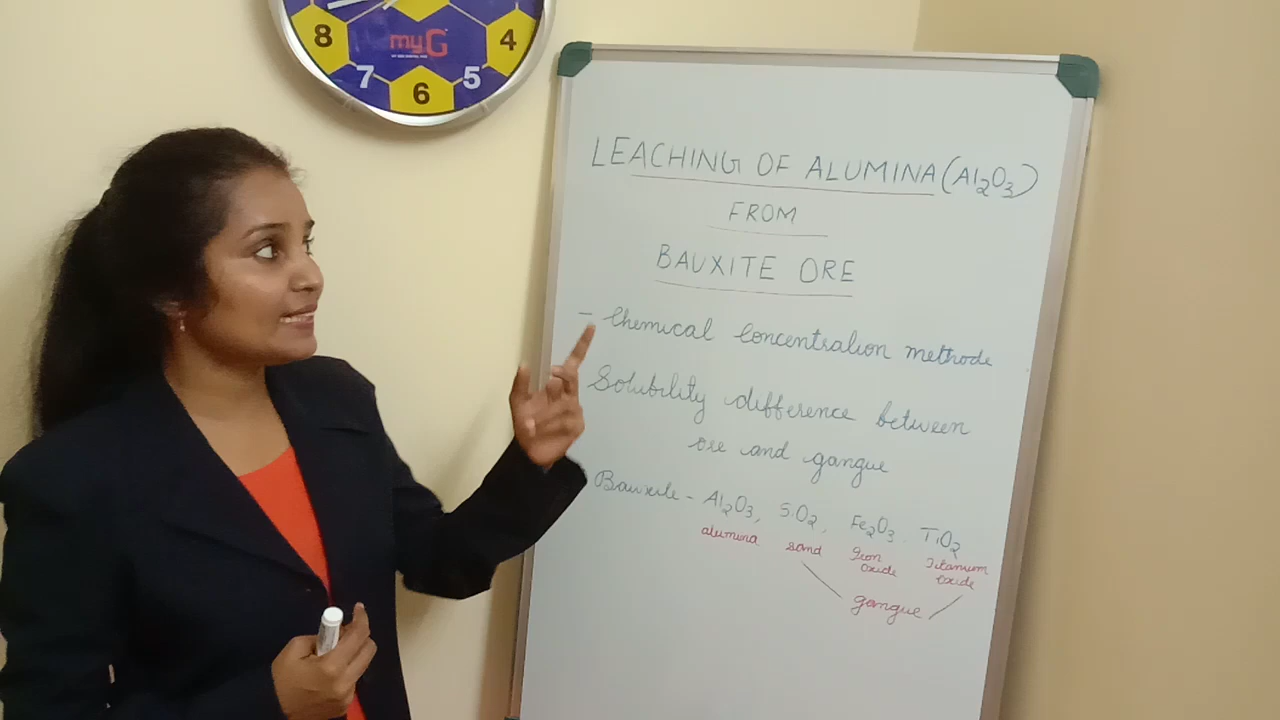 8
4
myG
7
5
6
LEACHING OF ALUMINA (Al2O3)
FROM
BAUXITE ORE
- Chemical concentration methode
Solubility difference between
ore and gangue
Bauxite - Al2O3, SiO2, Fe2O3. TiO2
alumina sand Iron oxide Titanium oxide
gangue